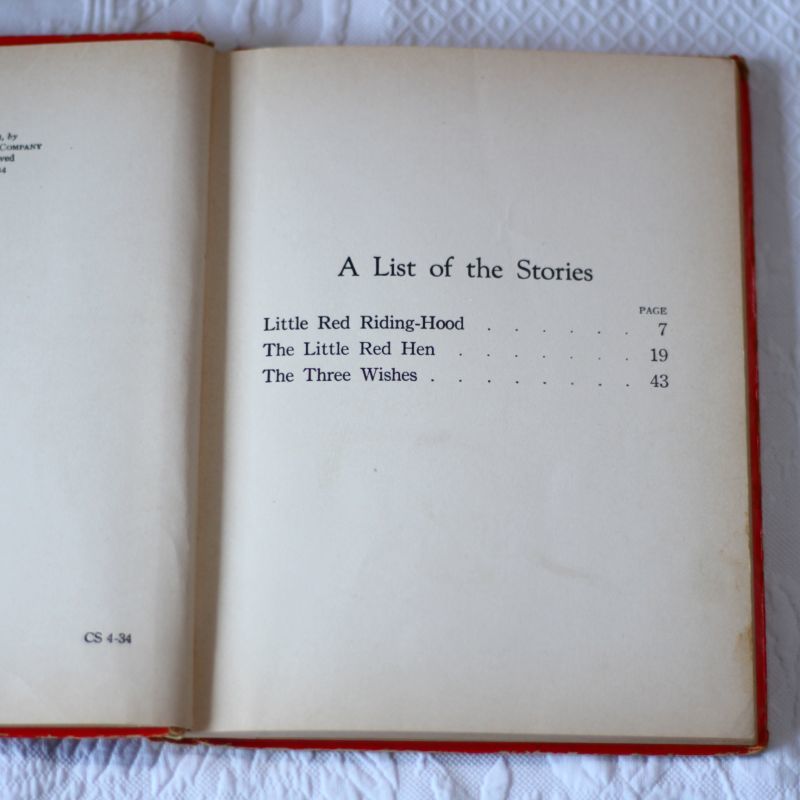 , by
COMPANY
ved
34
CS 4-34
A List of the Stories
PAGE
Little Red Riding-Hood . . . . . . 7
The Little Red Hen . . . . . . . 19
The Three Wishes . . . . . . . . 43